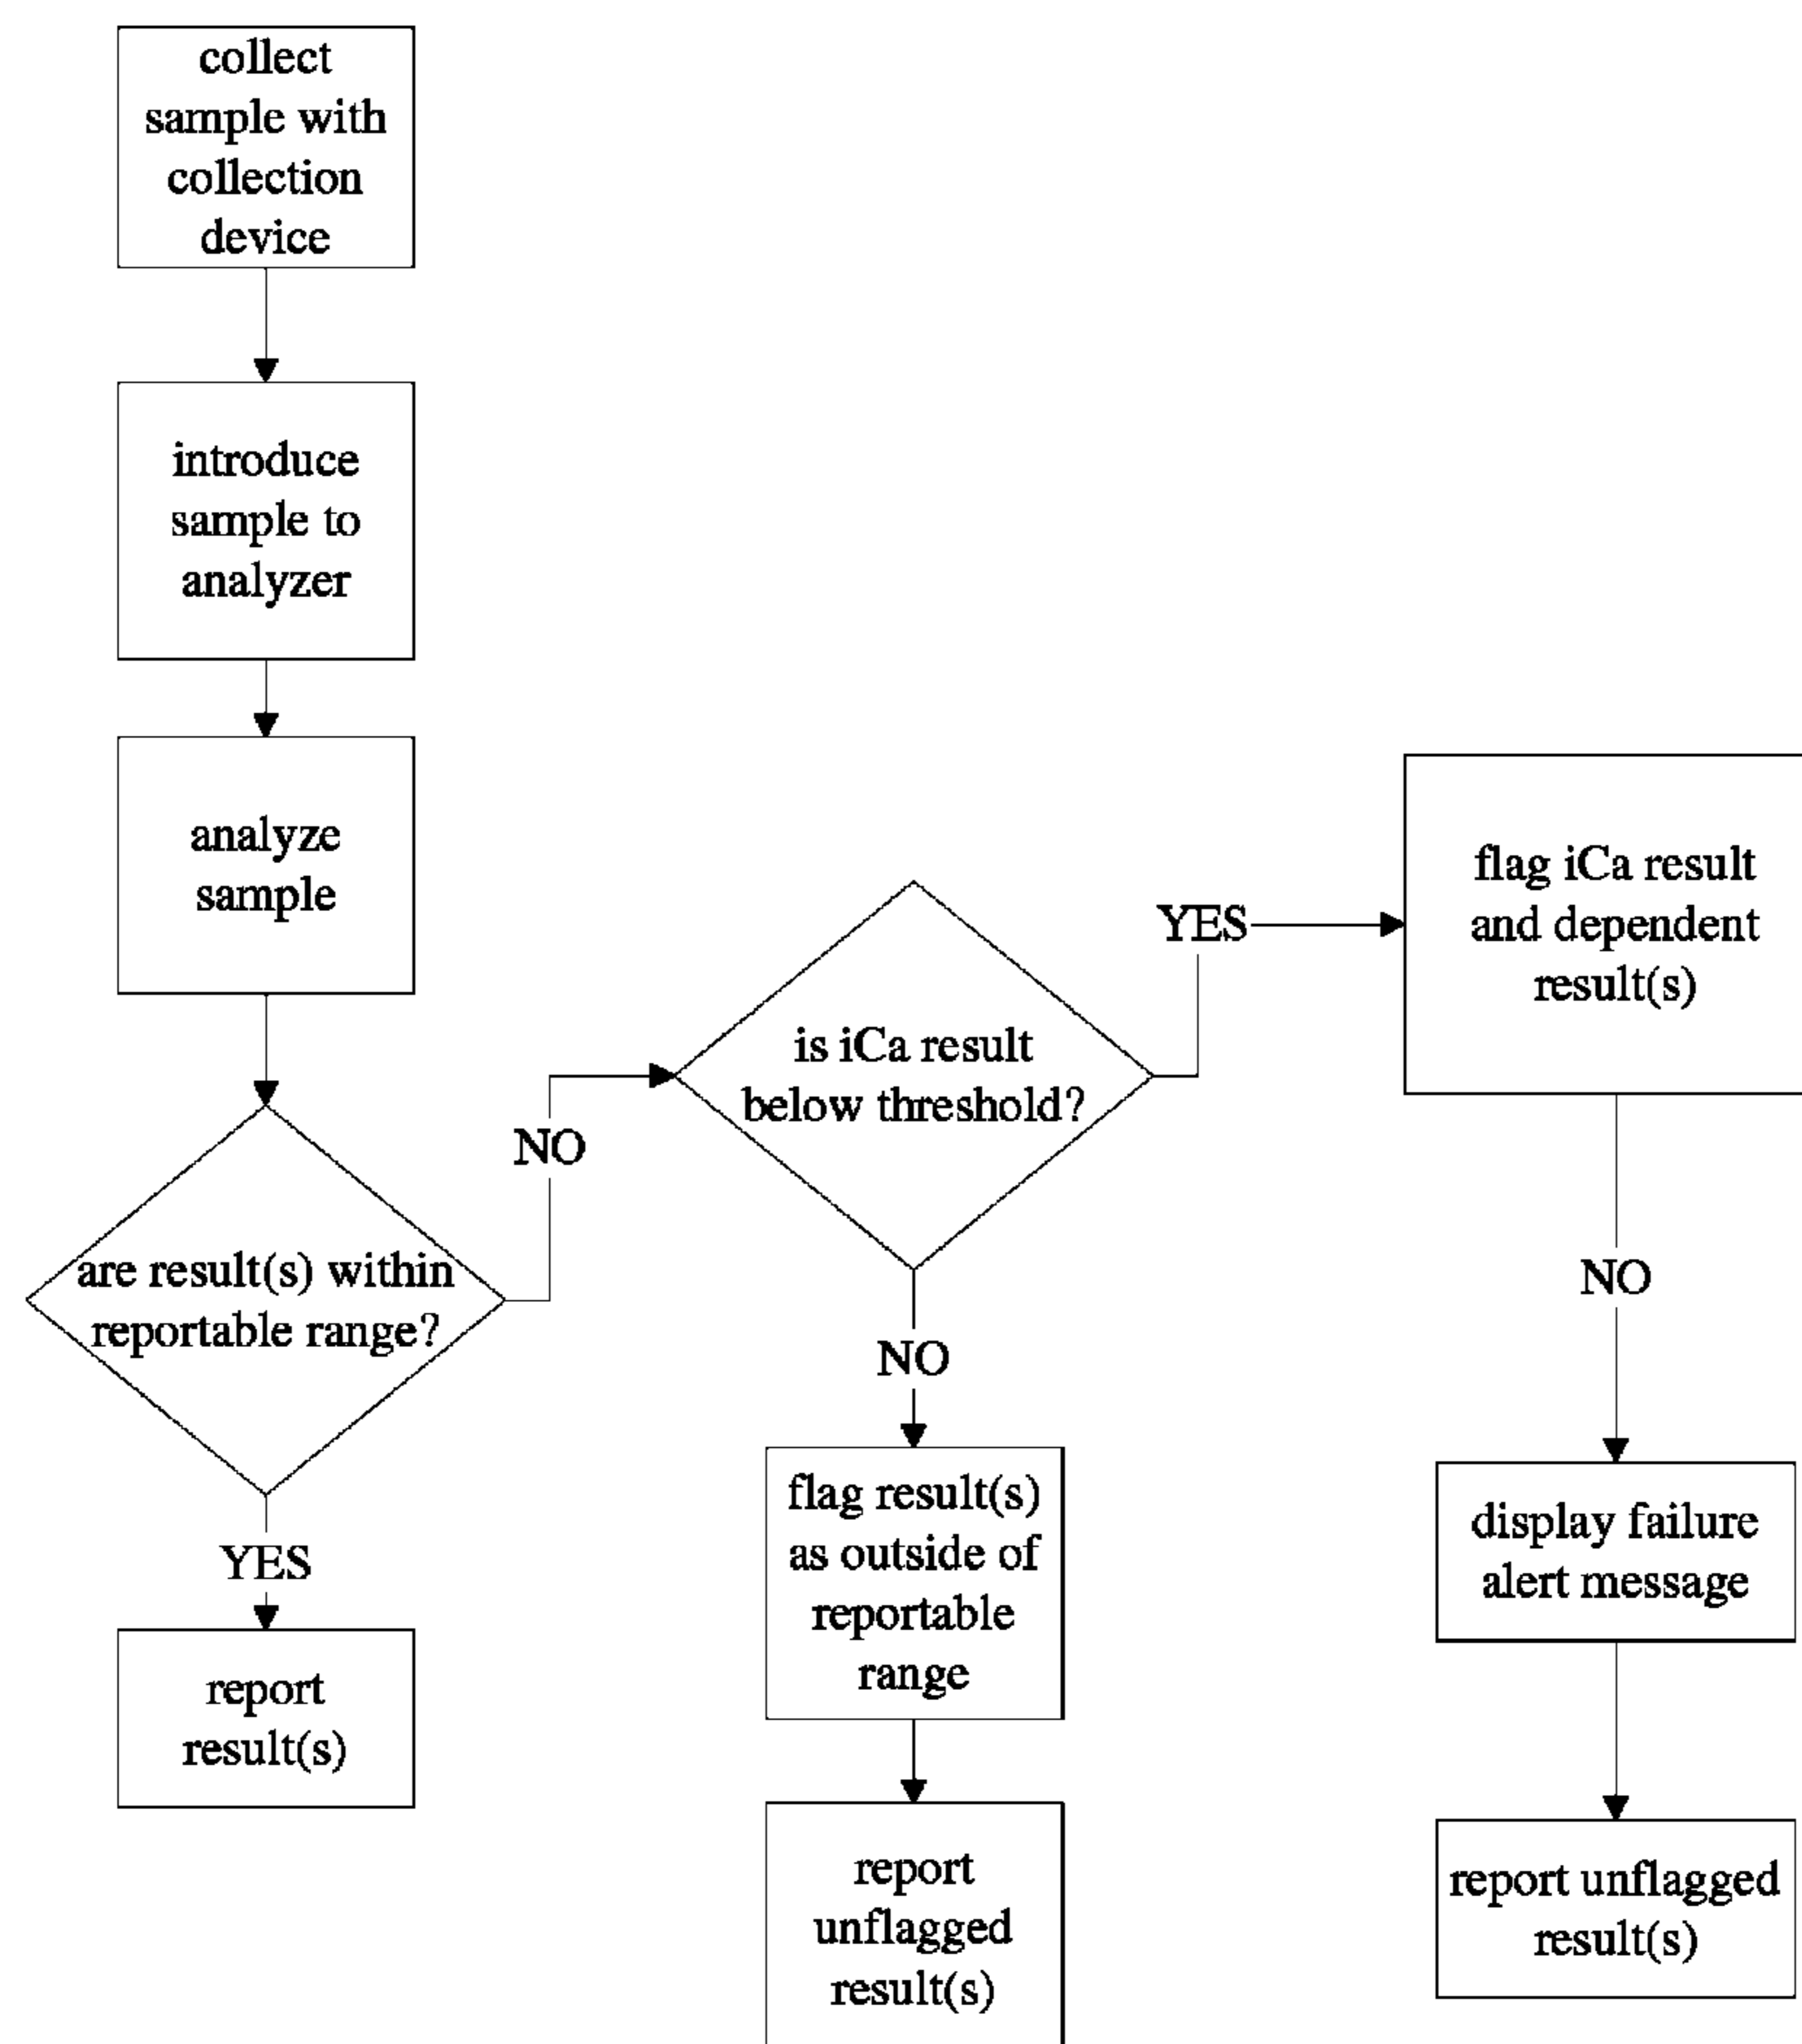 collect
sample with
collection
device
introduce
sample to
analyzer
analyze
sample
are result(s) within
reportable range?
YES
report
result(s)
NO
is iCa result
below threshold?
NO
flag result(s)
as outside of
reportable
range
report
unflagged
result(s)
YES
flag iCa result
and dependent
result(s)
NO
display failure
alert message
report unflagged
result(s)